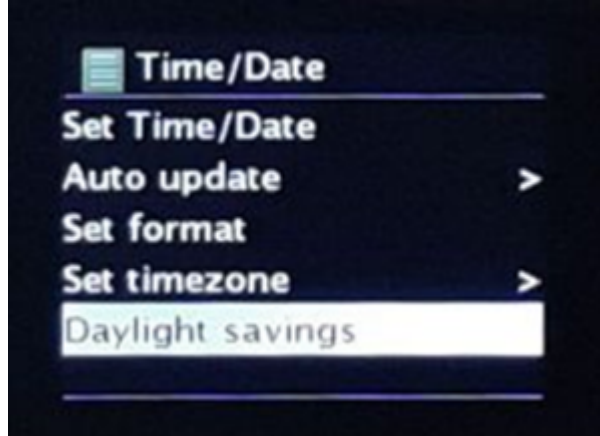 Time/Date
Set Time/Date
Auto update >
Set format
Set timezone >
Daylight savings